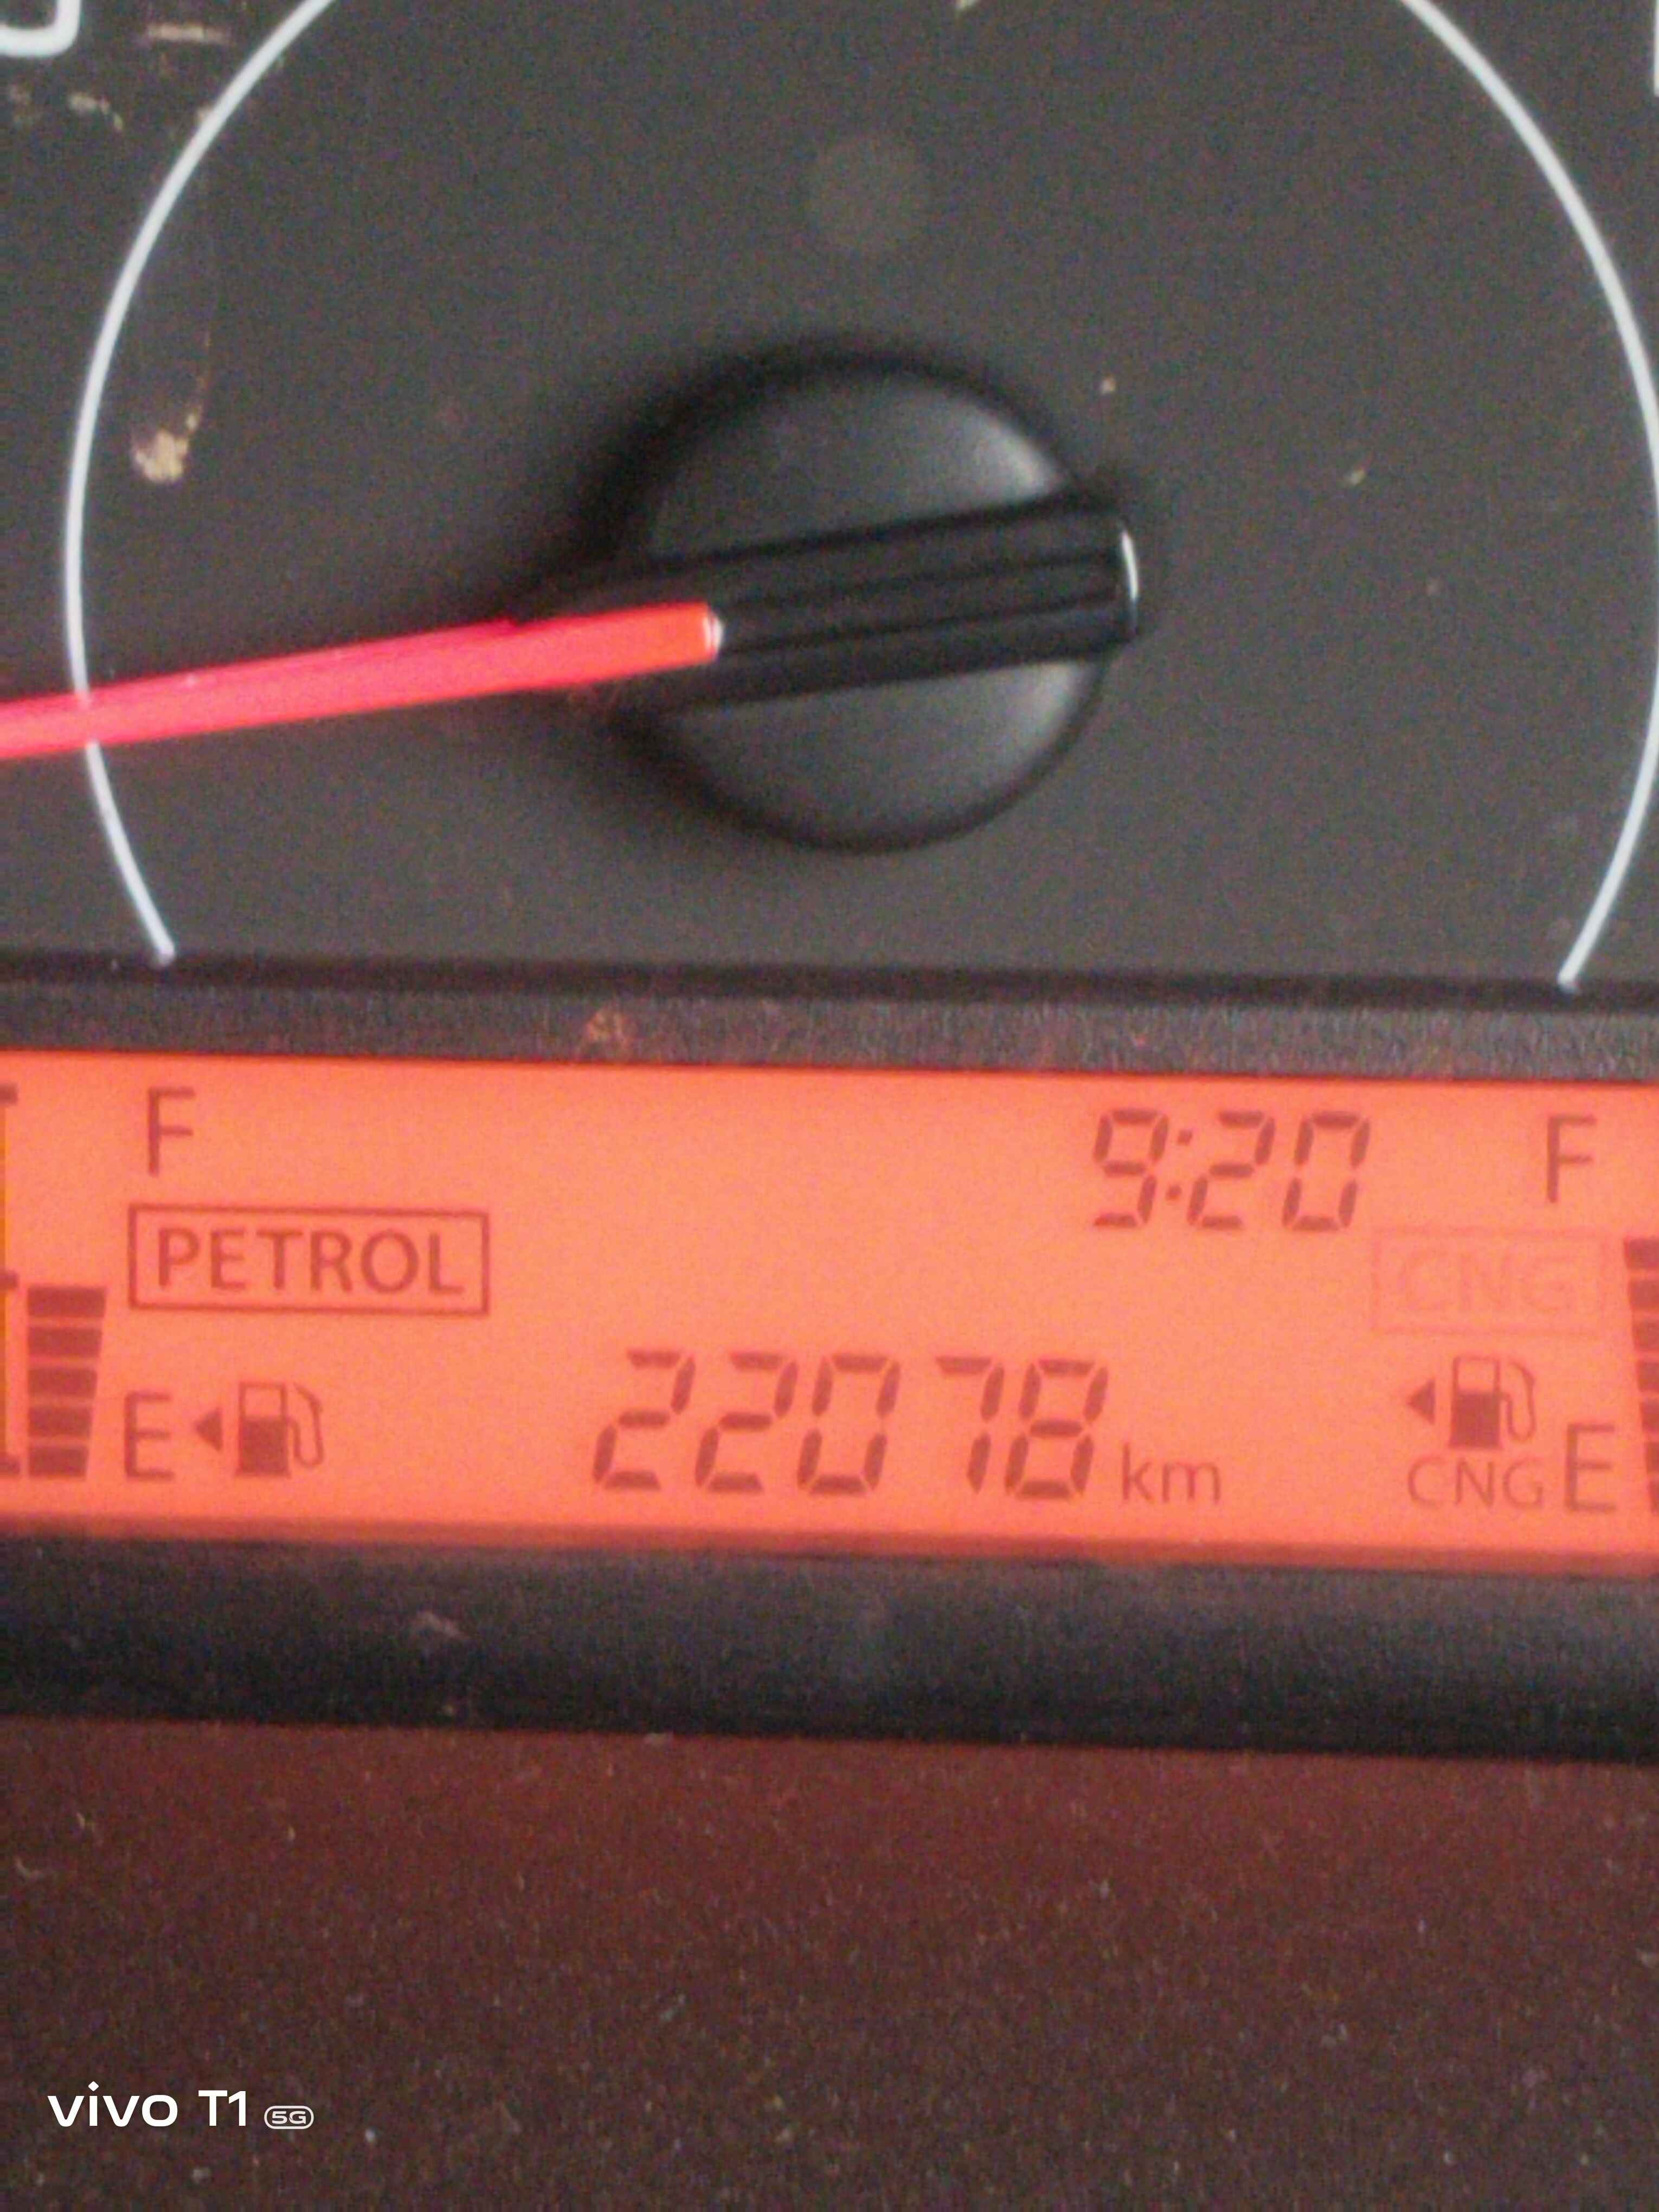 F 9:20 F
PETROL CNG
E 22078 km CNG E
vivo T1 5G